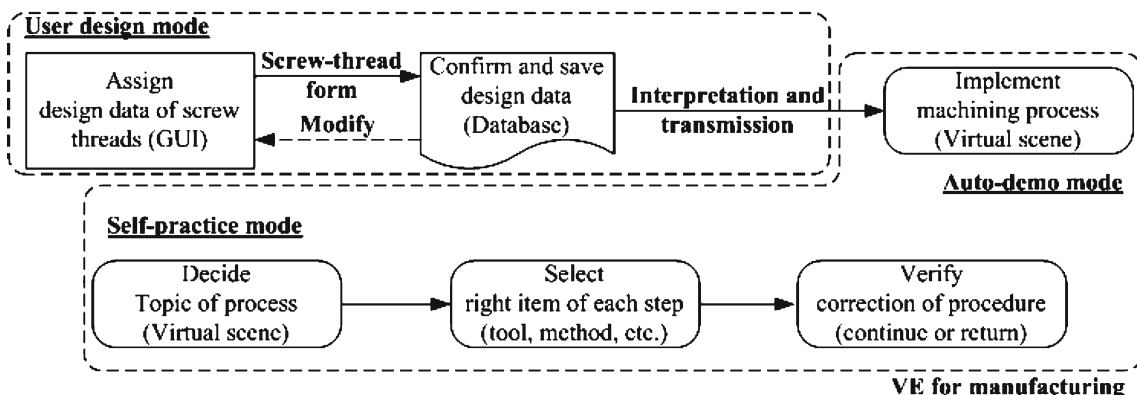 User design mode
Assign
design data of screw
threads (GUI)
Screw-thread
form
Modify
Confirm and save
design data
(Database)
Interpretation and
transmission
Implement
machining process
(Virtual scene)
Auto-demo mode
Self-practice mode
Decide
Topic of process
(Virtual scene)
Select
right item of each step
(tool, method, etc.)
Verify
correction of procedure
(continue or return)
VE for manufacturing